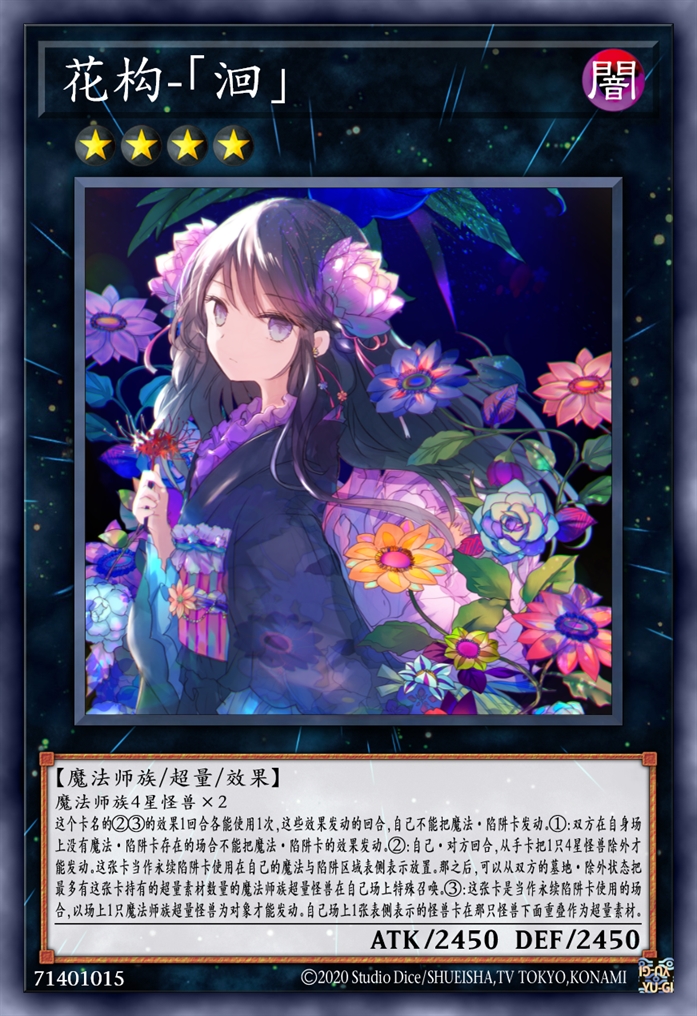 花构-「洄」
闇
【魔法师族/超量/效果】
魔法师族4星怪兽×2
这个卡名的②③的效果1回合各能使用1次,这些效果发动的回合,自己不能把魔法·陷阱卡发动。①:双方在自身场
上没有魔法·陷阱卡存在的场合不能把魔法·陷阱卡的效果发动。②:自己·对方回合,从手卡把1只4星怪兽除外才
能发动。这张卡当作永续陷阱卡使用在自己的魔法与陷阱区域表侧表示放置。那之后,可以从双方的墓地·除外状态把
最多有这张卡持有的超量素材数量的魔法师族超量怪兽在自己场上特殊召唤。③:这张卡是当作永续陷阱卡使用的场
合,以场上1只魔法师族超量怪兽为对象才能发动。自己场上1张表侧表示的怪兽卡在那只怪兽下面重叠作为超量素材。
ATK/2450 DEF/2450
71401015
©2020 Studio Dice/SHUEISHA,TV TOKYO,KONAMI